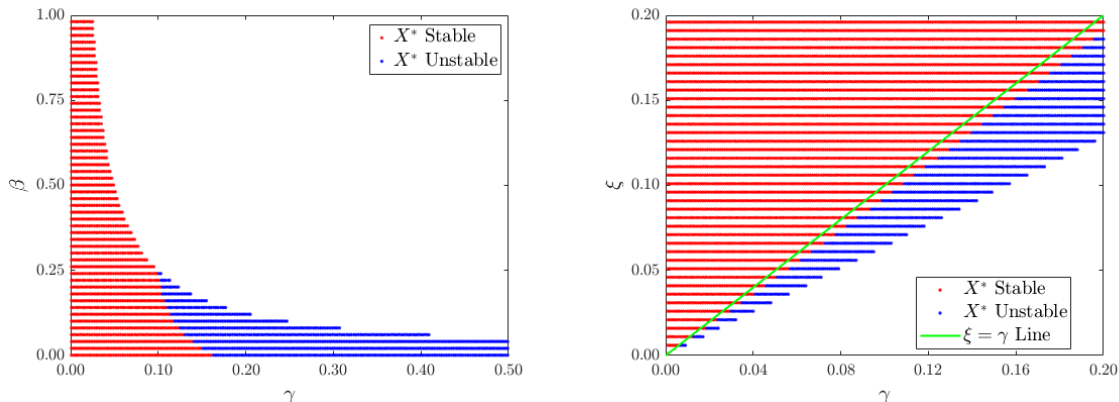 1.00
0.75
0.50
0.25
0.00
β
0.00 0.10 0.20 0.30 0.40 0.50
γ
X* Stable
X* Unstable
0.20
0.15
0.10
0.05
0.00
ξ
0.00 0.04 0.08 0.12 0.16 0.20
γ
X* Stable
X* Unstable
ξ = γ Line